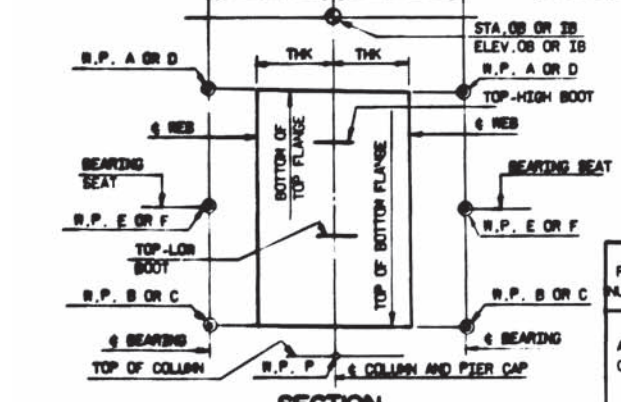 STA, OB OR IB
ELEV. OB OR IB
THK THK
W.P. A OR D
W.P. A OR D
TOP-HIGH BOOT
℄ WEB
℄ WEB
BOTTOM OF
TOP FLANGE
TOP OF BOTTOM FLANGE
BEARING
SEAT
BEARING SEAT
W.P. E OR F
W.P. E OR F
TOP-LOW
BOOT
W.P. B OR C
W.P. B OR C
℄ BEARING
℄ BEARING
TOP OF COLUMN
W.P. P
℄ COLUMN AND PIER CAP
SECTION